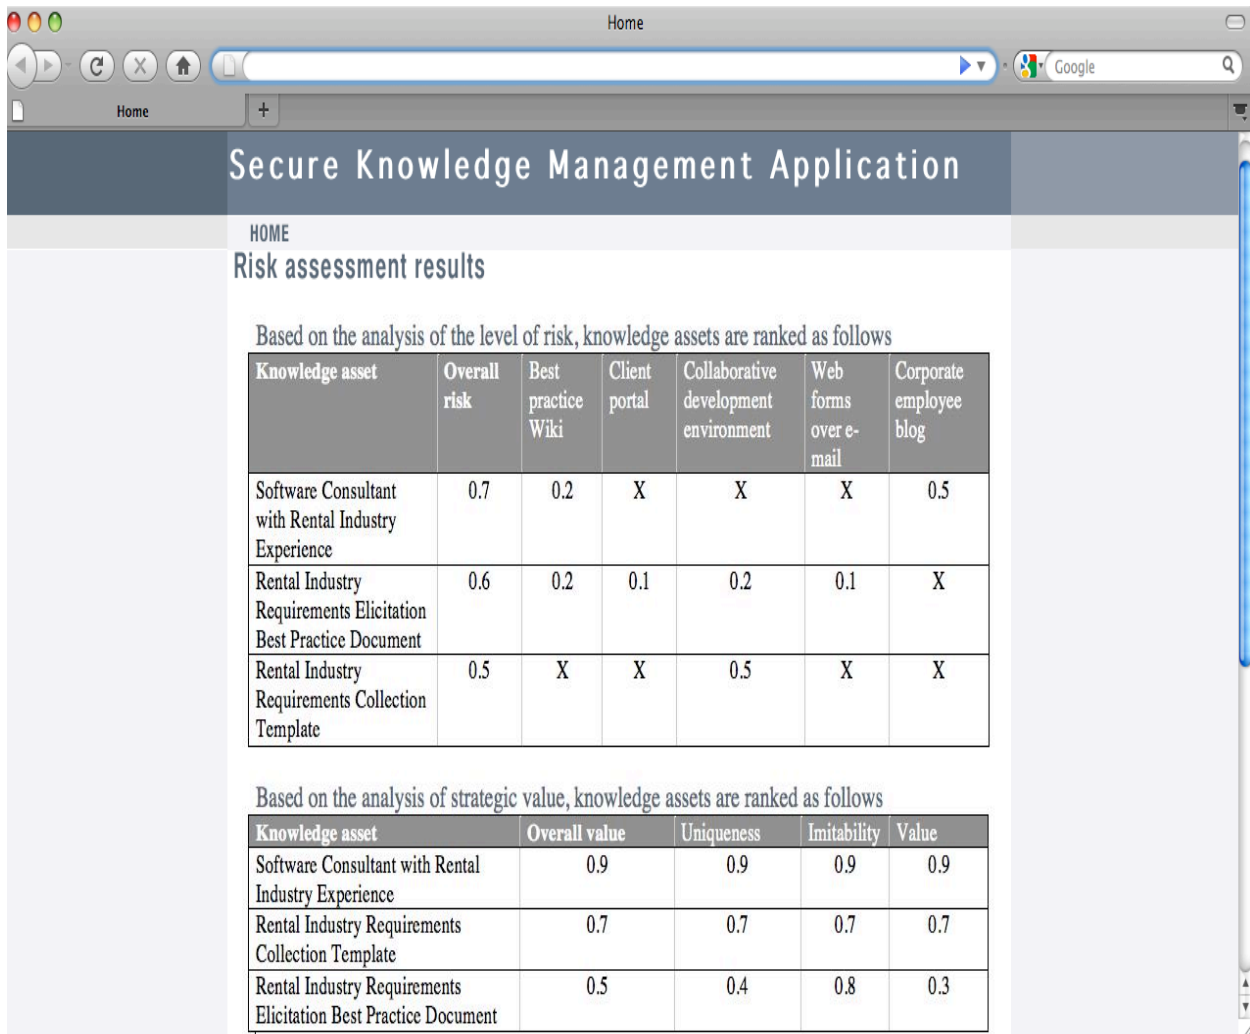 Home
Google
Home
+
Secure Knowledge Management Application
HOME
Risk assessment results
Based on the analysis of the level of risk, knowledge assets are ranked as follows
Knowledge asset Overall risk Best practice Wiki Client portal Collaborative development environment Web forms over e-mail Corporate employee blog
Software Consultant with Rental Industry Experience 0.7 0.2 X X X 0.5
Rental Industry Requirements Elicitation Best Practice Document 0.6 0.2 0.1 0.2 0.1 X
Rental Industry Requirements Collection Template 0.5 X X 0.5 X X
Based on the analysis of strategic value, knowledge assets are ranked as follows
Knowledge asset Overall value Uniqueness Imitability Value
Software Consultant with Rental Industry Experience 0.9 0.9 0.9 0.9
Rental Industry Requirements Collection Template 0.7 0.7 0.7 0.7
Rental Industry Requirements Elicitation Best Practice Document 0.5 0.4 0.8 0.3